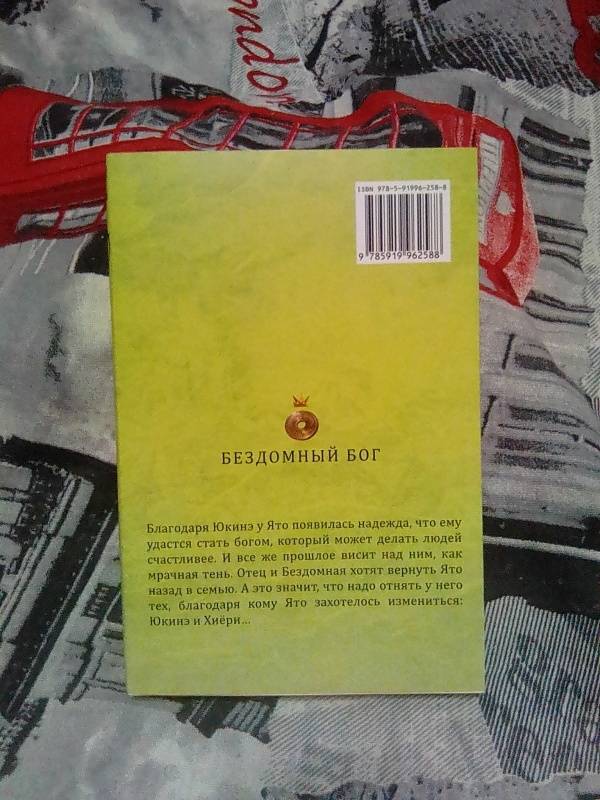 London
ISBN 978-5-91996-258-8
9 785919 962588
БЕЗДОМНЫЙ БОГ
Благодаря Юкинэ у Ято появилась надежда, что ему
удастся стать богом, который может делать людей
счастливее. И все же прошлое висит над ним, как
мрачная тень. Отец и Бездомная хотят вернуть Ято
назад в семью. А это значит, что надо отнять у него
тех, благодаря кому Ято захотелось измениться:
Юкинэ и Хиёри...